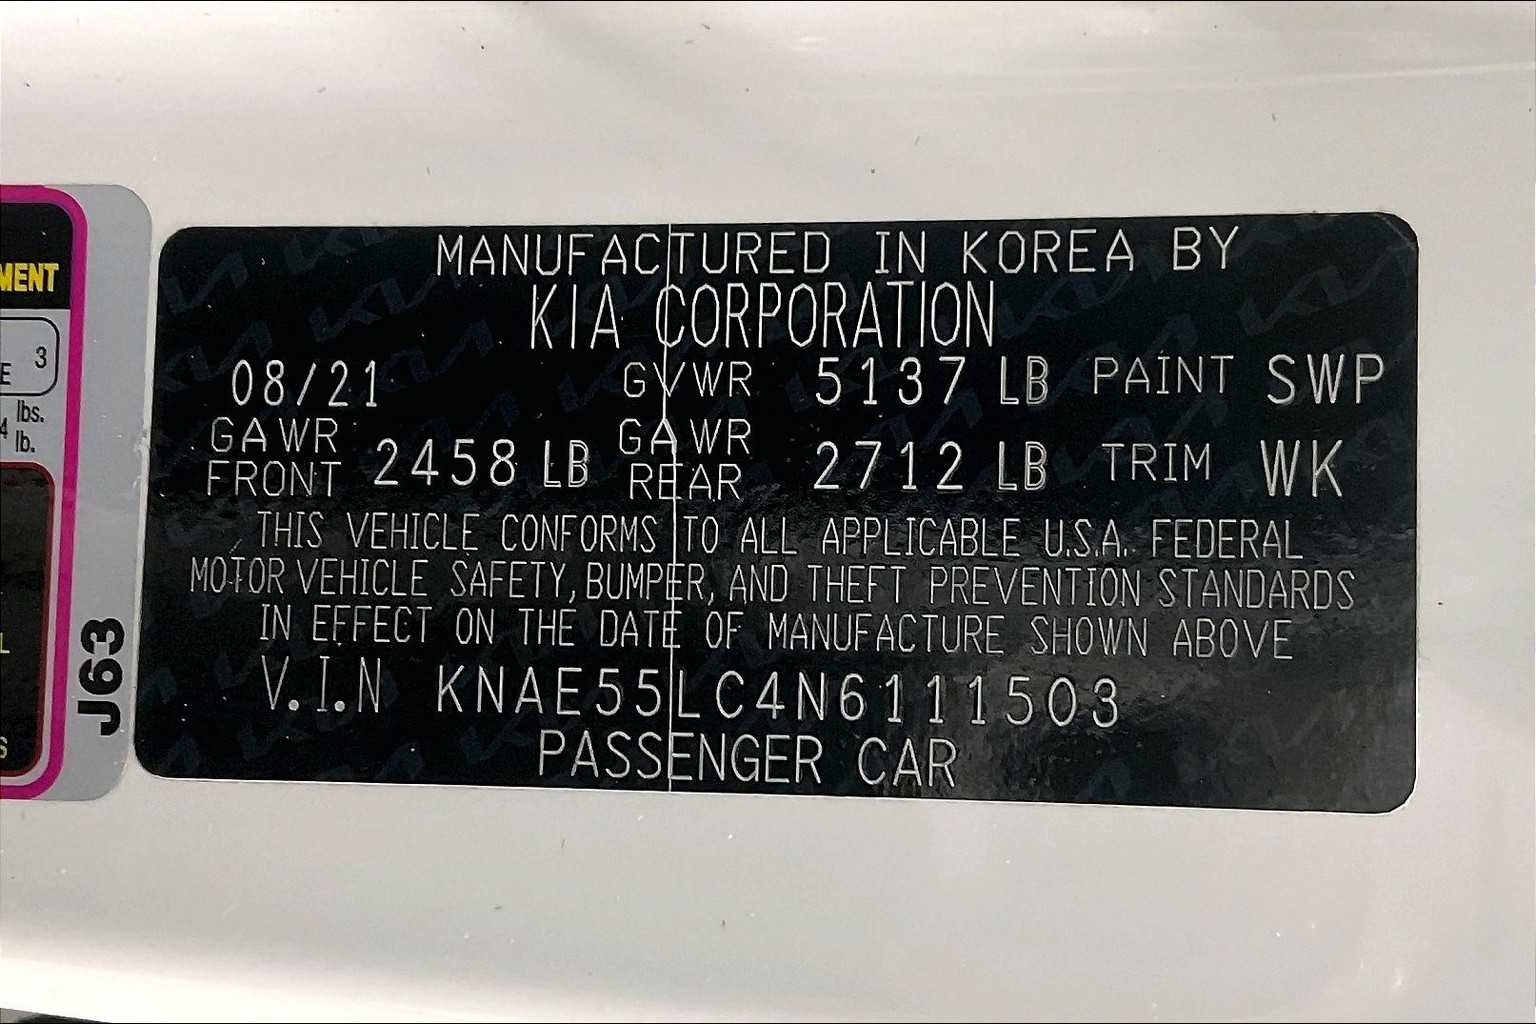 MANUFACTURED IN KOREA BY
KIA CORPORATION
08/21 GVWR 5137 LB PAINT SWP
GAWR FRONT 2458 LB GAWR REAR 2712 LB TRIM WK
THIS VEHICLE CONFORMS TO ALL APPLICABLE U.S.A. FEDERAL
MOTOR VEHICLE SAFETY, BUMPER, AND THEFT PREVENTION STANDARDS
IN EFFECT ON THE DATE OF MANUFACTURE SHOWN ABOVE
V.I.N KNAE55LC4N6111503
PASSENGER CAR
J63
MENT
E 3
4 lbs.
lb.
L
S